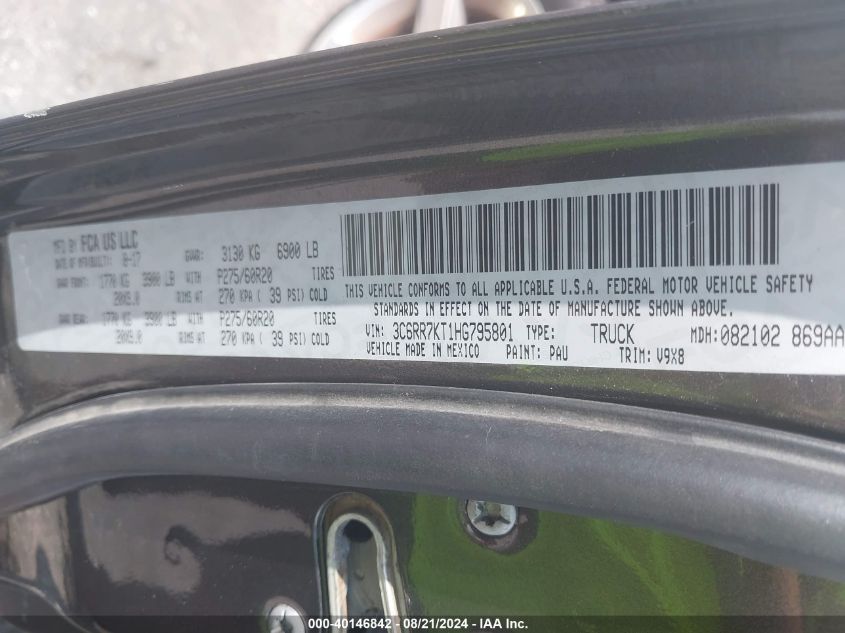 MFD BY FCA US LLC
DATE OF MFR(BUILT): 8-17 GVWR: 3130 KG 6900 LB
GAWR FRONT: 1770 KG 3900 LB WITH P275/60R20 TIRES
20X9.0 RIMS AT 270 KPA ( 39 PSI) COLD
GAWR REAR: 1770 KG 3900 LB WITH P275/60R20 TIRES
20X9.0 RIMS AT 270 KPA ( 39 PSI) COLD
THIS VEHICLE CONFORMS TO ALL APPLICABLE U.S.A. FEDERAL MOTOR VEHICLE SAFETY
STANDARDS IN EFFECT ON THE DATE OF MANUFACTURE SHOWN ABOVE.
VIN: 3C6RR7KT1HG795801 TYPE: TRUCK MDH:082102 869AA
VEHICLE MADE IN MEXICO PAINT: PAU TRIM: V9X8
000-40146842 - 08/21/2024 - IAA Inc.